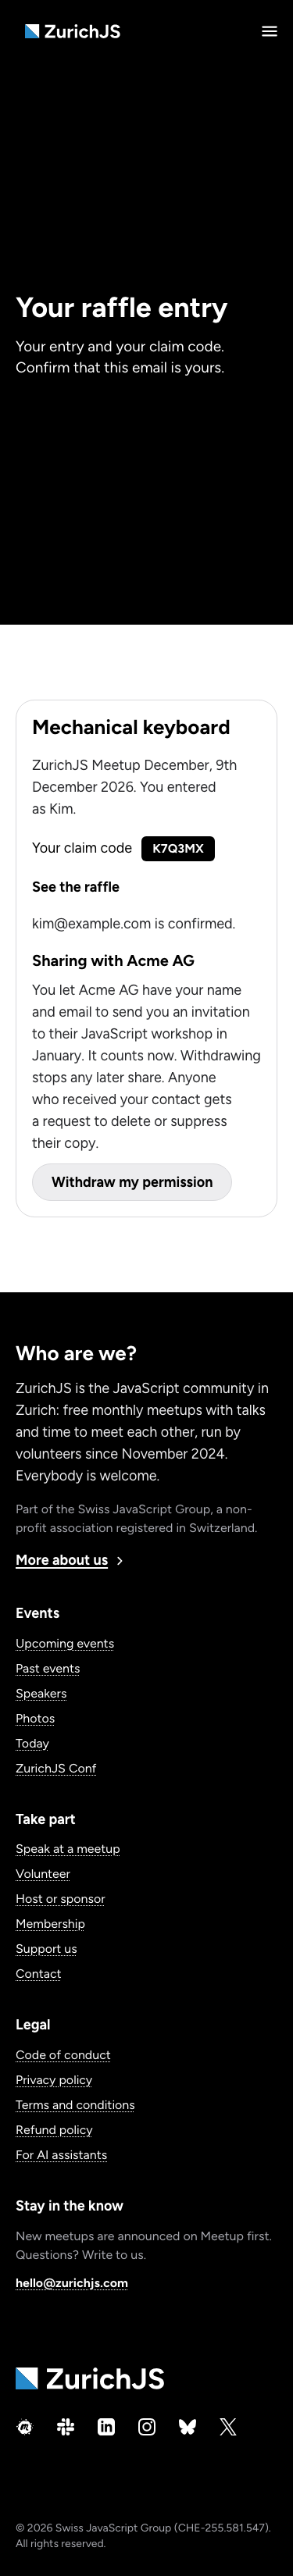 ZurichJS
Your raffle entry
Your entry and your claim code.
Confirm that this email is yours.
Mechanical keyboard
ZurichJS Meetup December, 9th
December 2026. You entered
as Kim.
Your claim code K7Q3MX
See the raffle
kim@example.com is confirmed.
Sharing with Acme AG
You let Acme AG have your name
and email to send you an invitation
to their JavaScript workshop in
January. It counts now. Withdrawing
stops any later share. Anyone
who received your contact gets
a request to delete or suppress
their copy.
Withdraw my permission
Who are we?
ZurichJS is the JavaScript community in
Zurich: free monthly meetups with talks
and time to meet each other, run by
volunteers since November 2024.
Everybody is welcome.
Part of the Swiss JavaScript Group, a non-
profit association registered in Switzerland.
More about us
Events
Upcoming events
Past events
Speakers
Photos
Today
ZurichJS Conf
Take part
Speak at a meetup
Volunteer
Host or sponsor
Membership
Support us
Contact
Legal
Code of conduct
Privacy policy
Terms and conditions
Refund policy
For AI assistants
Stay in the know
New meetups are announced on Meetup first.
Questions? Write to us.
hello@zurichjs.com
ZurichJS
© 2026 Swiss JavaScript Group (CHE-255.581.547).
All rights reserved.